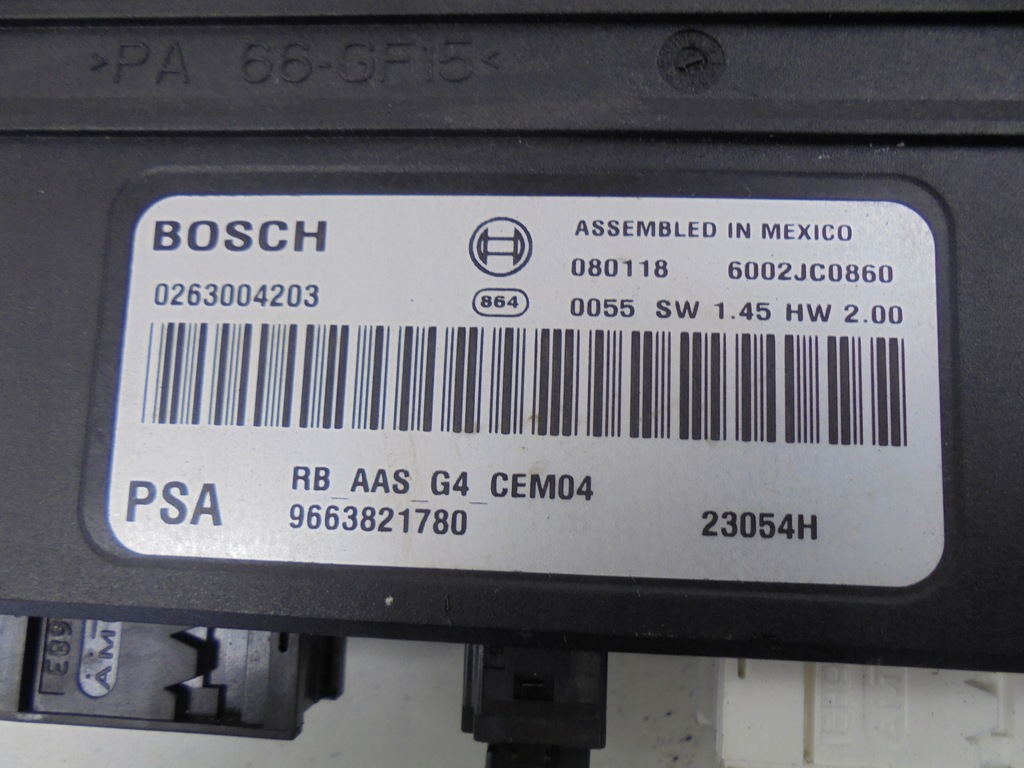 >PA 66-GF15<
BOSCH
ASSEMBLED IN MEXICO
080118 6002JC0860
0263004203
864
0055 SW 1.45 HW 2.00
RB_AAS_G4_CEM04
PSA
9663821780 23054H
AM